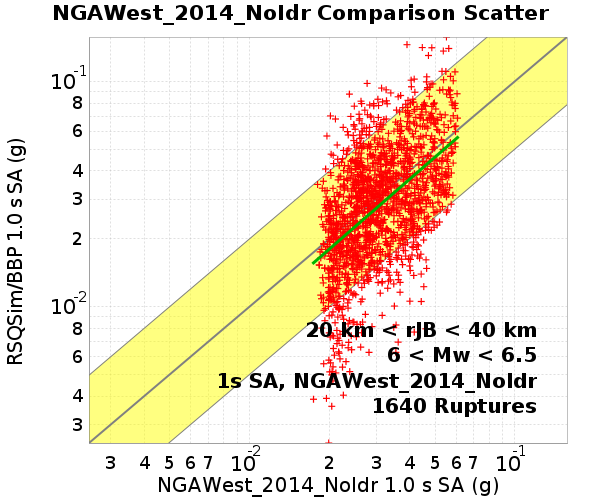 NGAWest_2014_NoIdr Comparison Scatter
RSQSim/BBP 1.0 s SA (g)
10-1
8
6
4
3
2
10-2
8
6
4
3
20 km < rJB < 40 km
6 < Mw < 6.5
1s SA, NGAWest_2014_NoIdr
1640 Ruptures
3 4 5 6 7 10-2 2 3 4 5 6 7 10-1
NGAWest_2014_NoIdr 1.0 s SA (g)